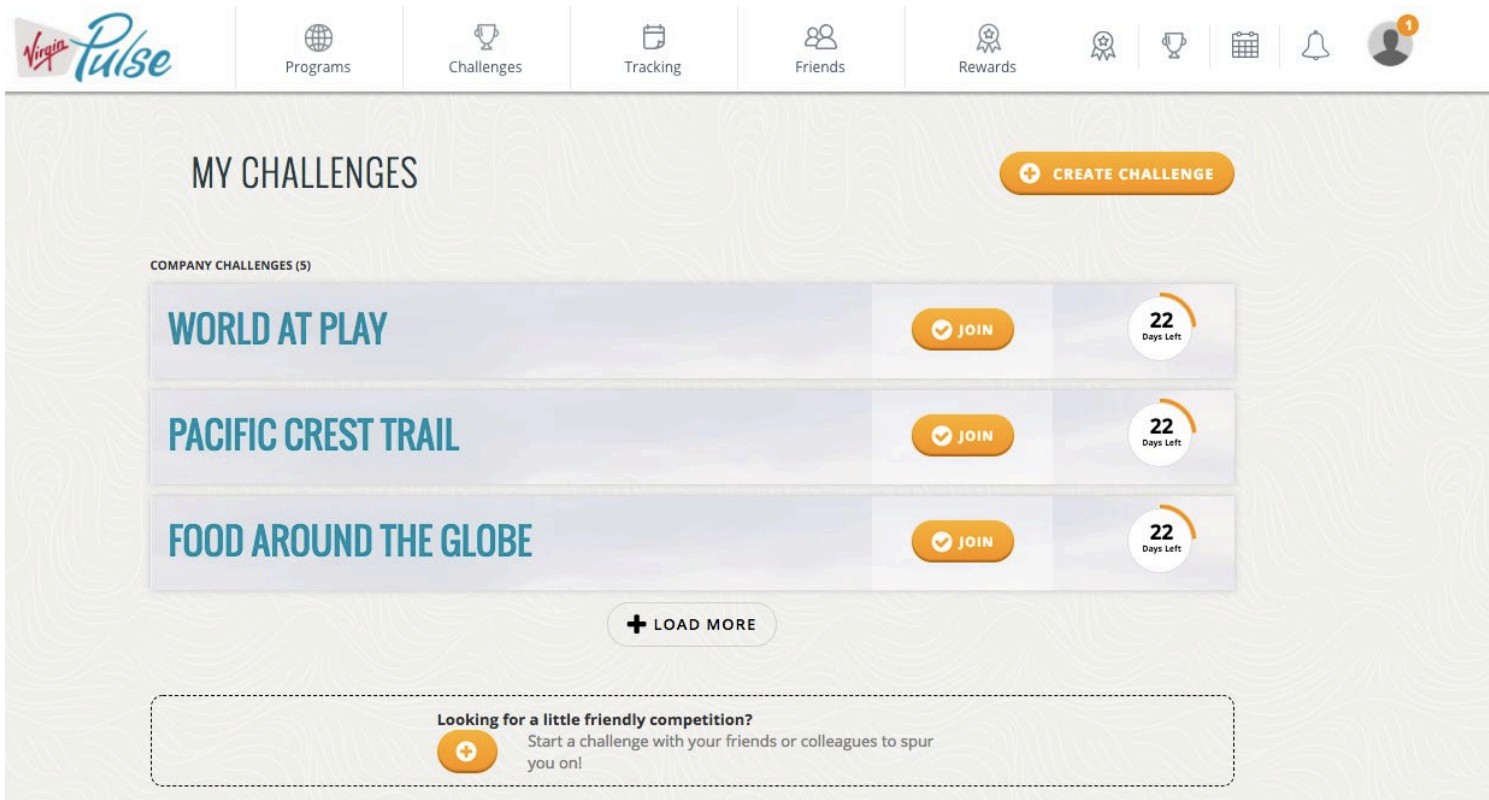 Virgin Pulse
Programs
Challenges
Tracking
Friends
Rewards
1
MY CHALLENGES
CREATE CHALLENGE
COMPANY CHALLENGES (5)
WORLD AT PLAY
JOIN
22
Days Left
PACIFIC CREST TRAIL
JOIN
22
Days Left
FOOD AROUND THE GLOBE
JOIN
22
Days Left
LOAD MORE
Looking for a little friendly competition?
Start a challenge with your friends or colleagues to spur
you on!